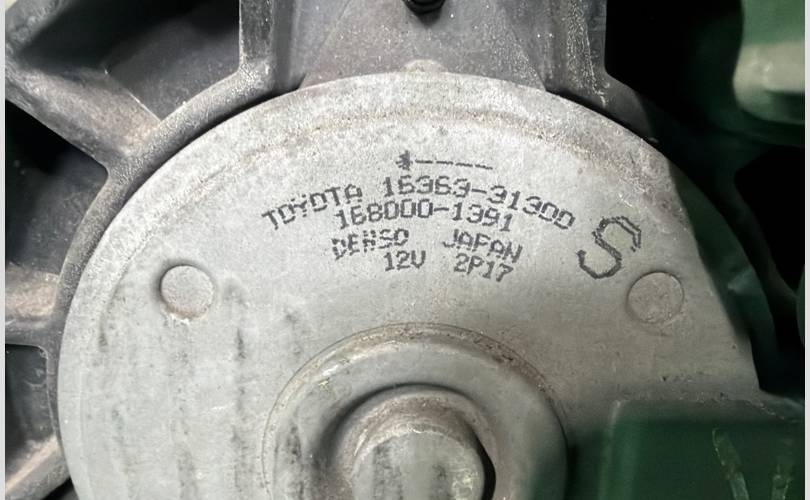 *-----
TOYOTA 16363-31300
168000-1391
DENSO JAPAN
12V 2P17
S